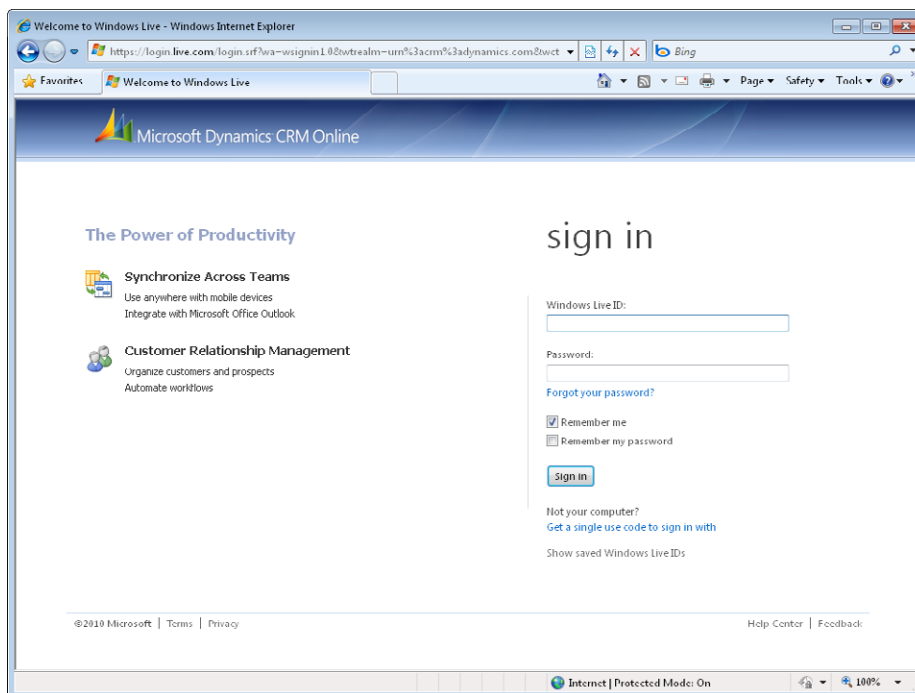 Welcome to Windows Live - Windows Internet Explorer
https://login.live.com/login.srf?wa=wsignin1.0&wtrealm=urn%3acrm%3adynamics.com&wct
Bing
Favorites
Welcome to Windows Live
Page
Safety
Tools
Microsoft Dynamics CRM Online
The Power of Productivity
Synchronize Across Teams
Use anywhere with mobile devices
Integrate with Microsoft Office Outlook
Customer Relationship Management
Organize customers and prospects
Automate workflows
sign in
Windows Live ID:
Password:
Forgot your password?
Remember me
Remember my password
Sign in
Not your computer?
Get a single use code to sign in with
Show saved Windows Live IDs
©2010 Microsoft | Terms | Privacy
Help Center | Feedback
Internet | Protected Mode: On
100%